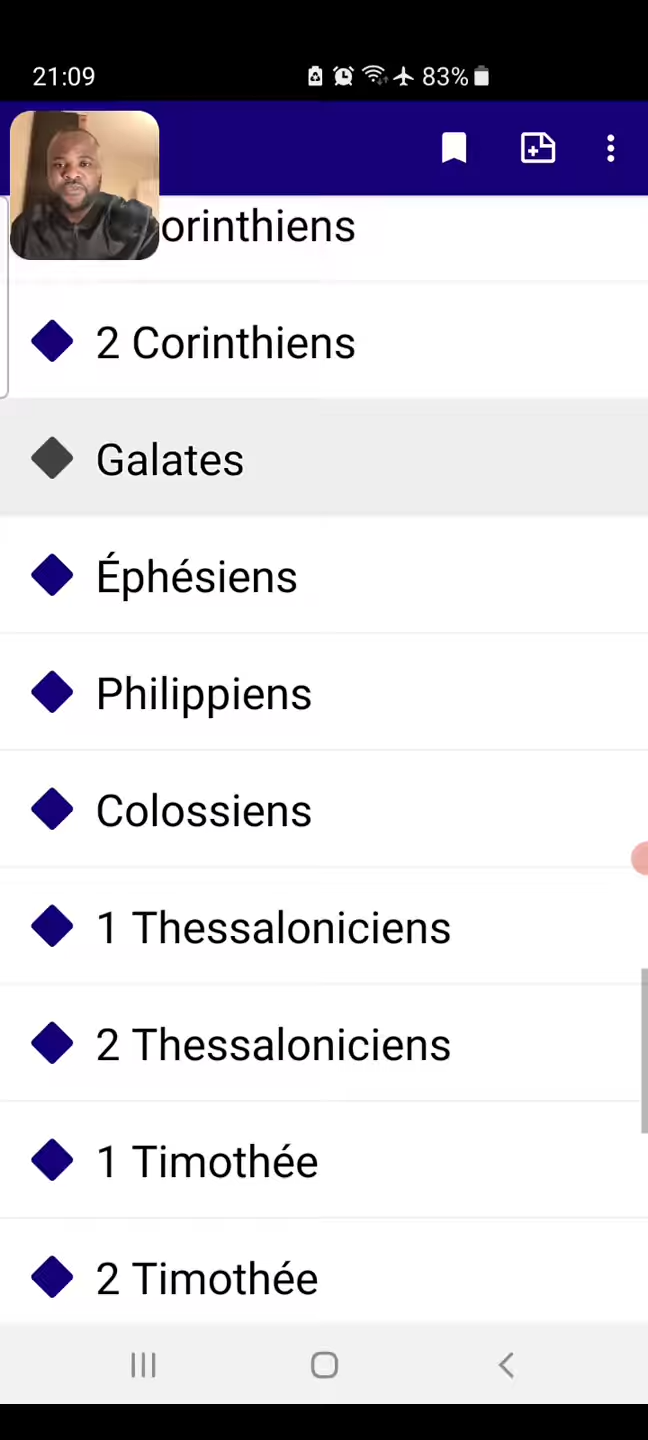 21:09
83%
orinthiens
2 Corinthiens
Galates
Éphésiens
Philippiens
Colossiens
1 Thessaloniciens
2 Thessaloniciens
1 Timothée
2 Timothée